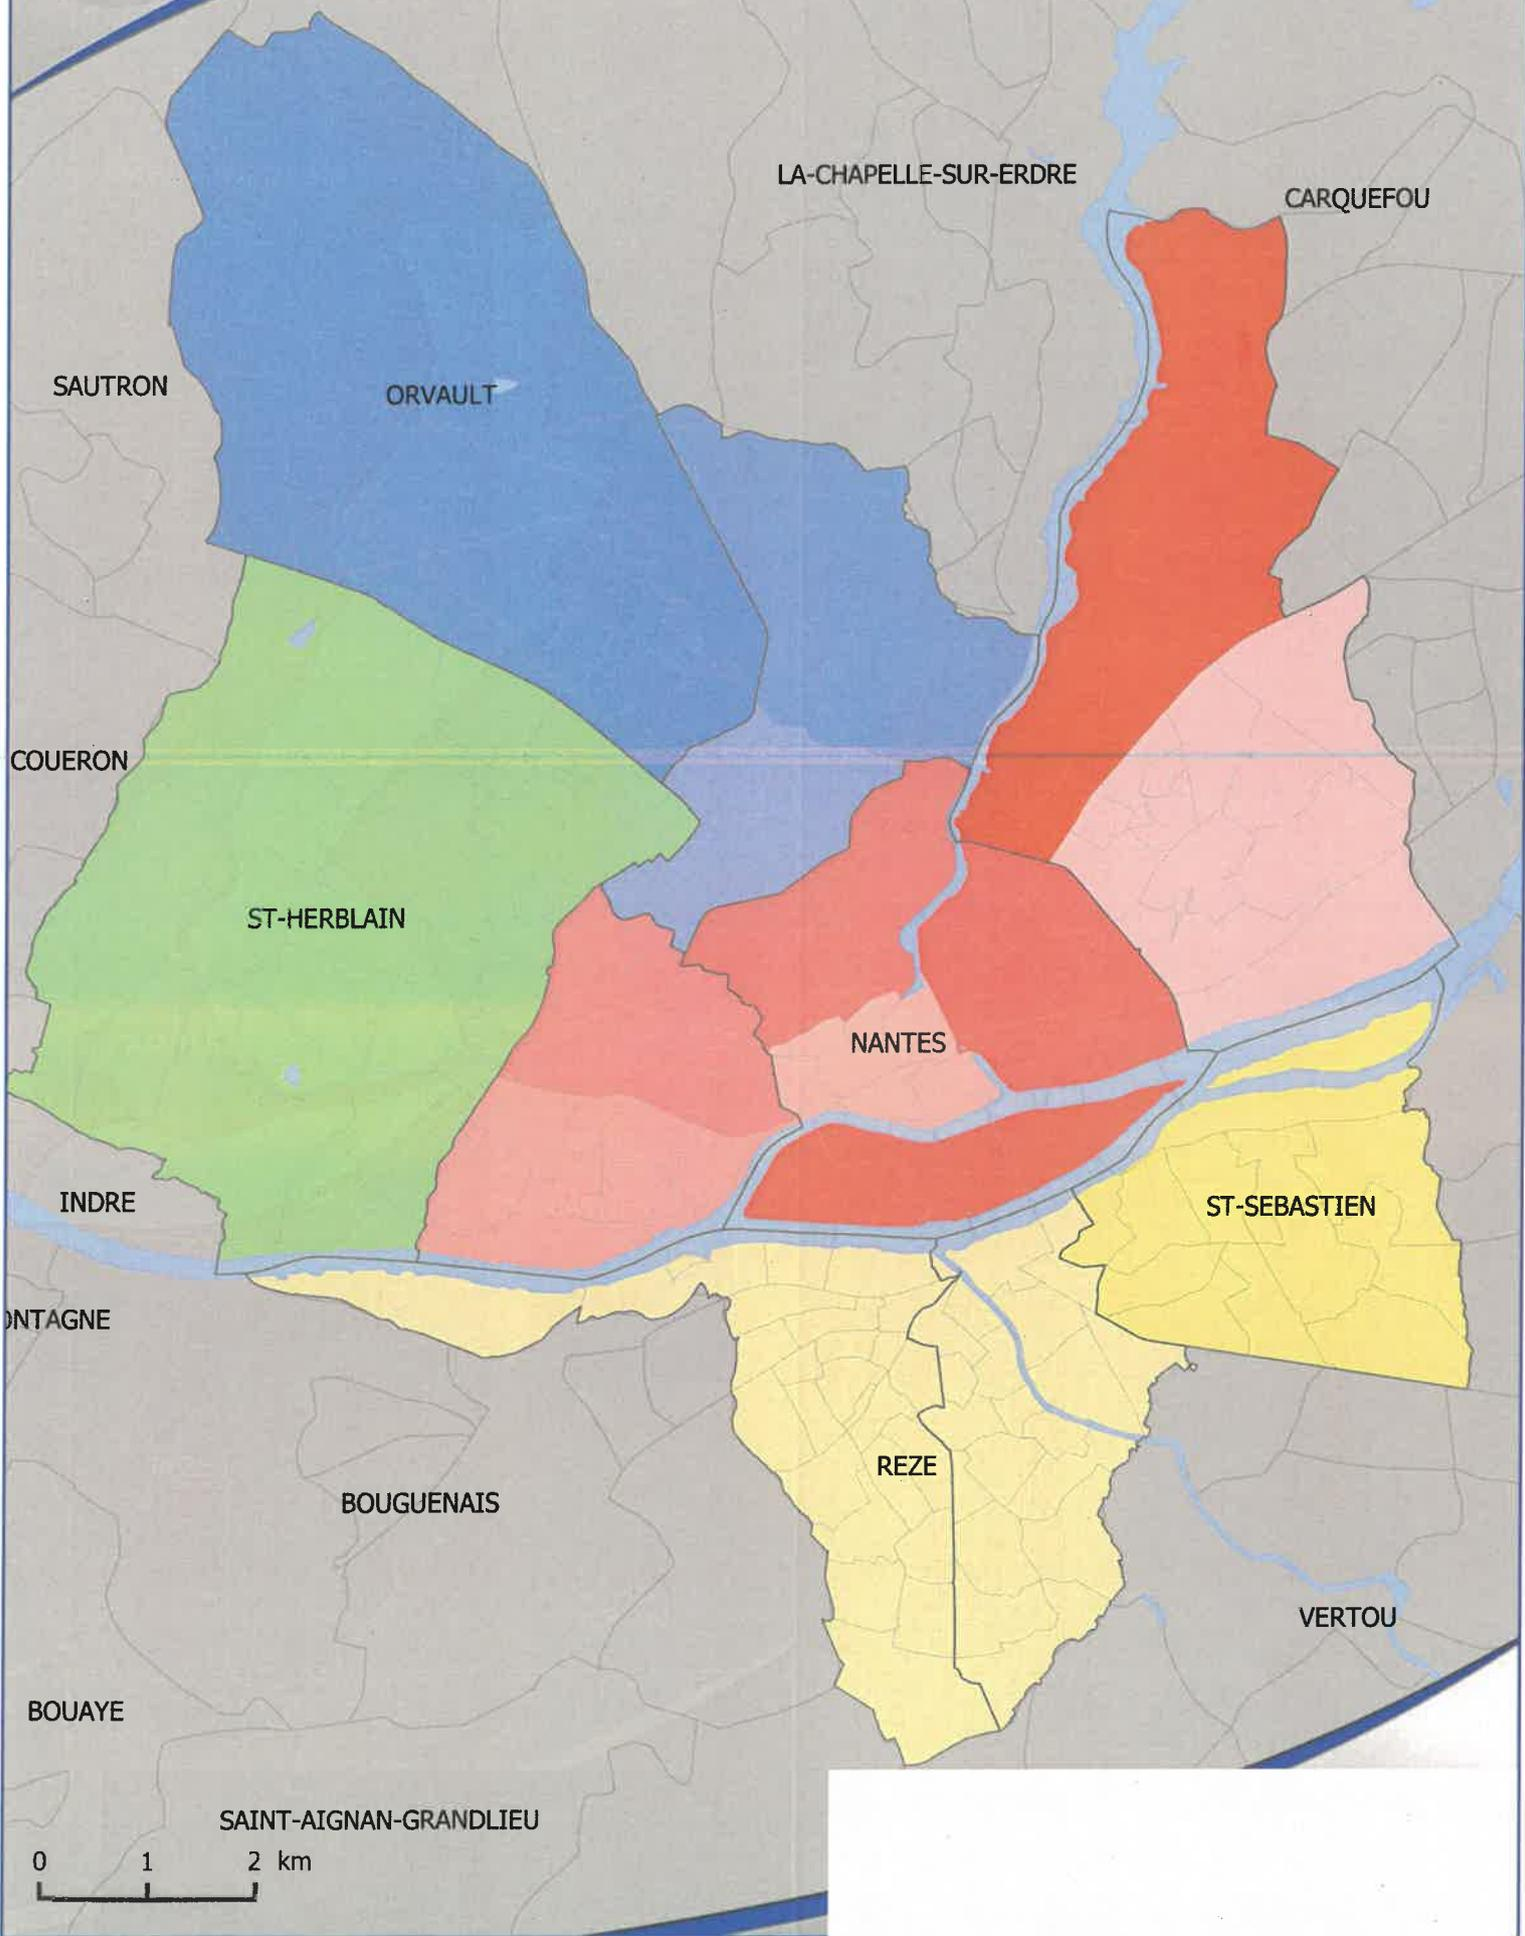 LA-CHAPELLE-SUR-ERDRE
CARQUEFOU
SAUTRON
ORVAULT
COUERON
ST-HERBLAIN
NANTES
INDRE
ST-SEBASTIEN
ONTAGNE
REZE
BOUGUENAIS
VERTOU
BOUAYE
SAINT-AIGNAN-GRANDLIEU
0 1 2 km